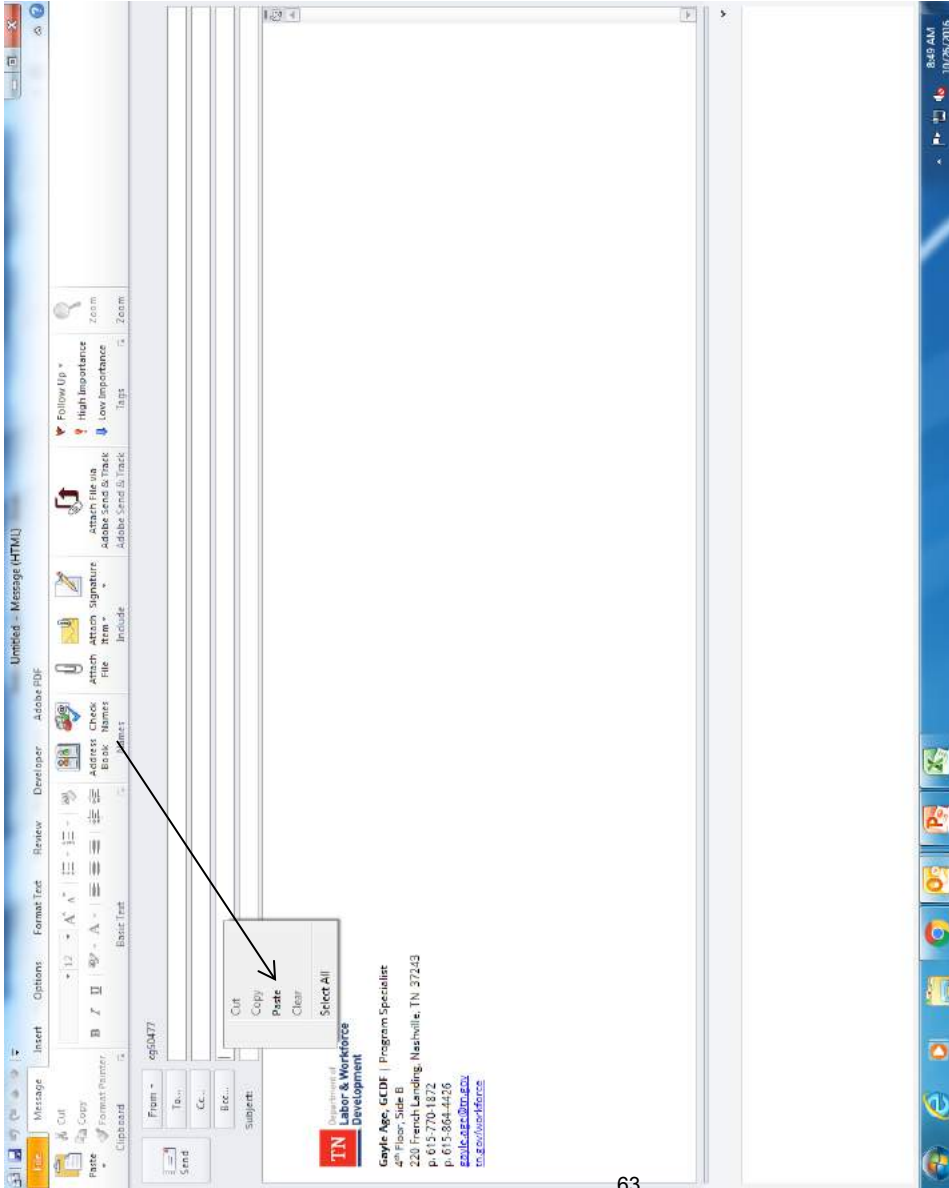 Untitled - Message (HTML)
File Message Insert Options Format Text Review Developer Adobe PDF
Paste
Cut
Copy
Format Painter
Clipboard
12
B I U
Basic Text
Address Book
Check Names
Names
Attach File
Attach Item
Signature
Include
Attach File via Adobe Send & Track
Adobe Send & Track
Follow Up
High Importance
Low Importance
Tags
Zoom
Zoom
Send
From
eg50477
To...
Cc...
Bcc...
Subject:
Cut
Copy
Paste
Clear
Select All
TN
Department of
Labor & Workforce
Development
Gayle Age, GCDF | Program Specialist
4th Floor, Side B
220 French Landing, Nashville, TN 37243
p. 615-770-1872
p. 615-864-4426
gayle.age@tn.gov
tn.gov/workforce
8:49 AM
10/26/2016
63